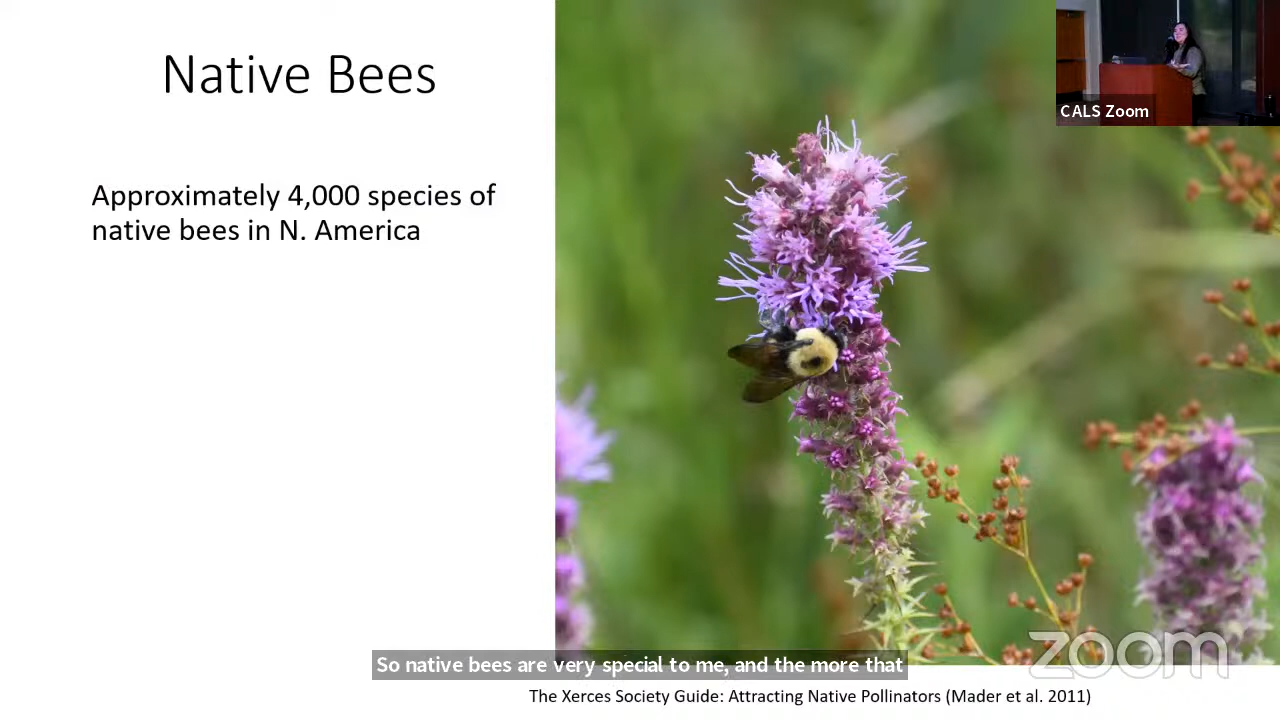 Native Bees
Approximately 4,000 species of
native bees in N. America
CALS Zoom
So native bees are very special to me, and the more that
zoom
The Xerces Society Guide: Attracting Native Pollinators (Mader et al. 2011)